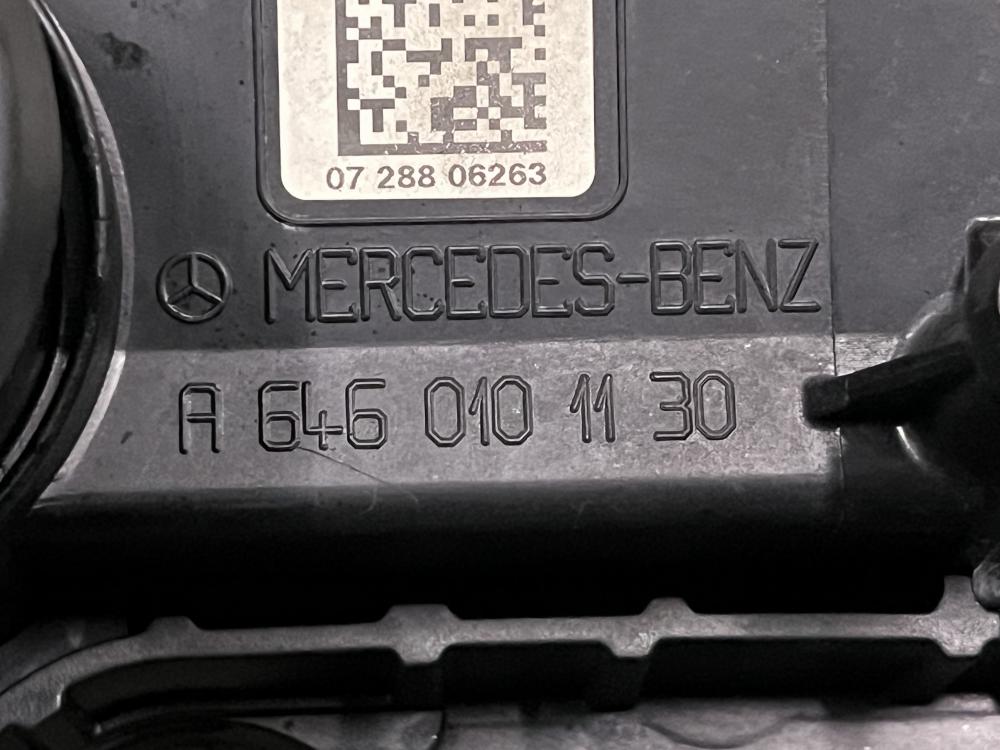 07 288 06263
MERCEDES-BENZ
A 646 010 11 30